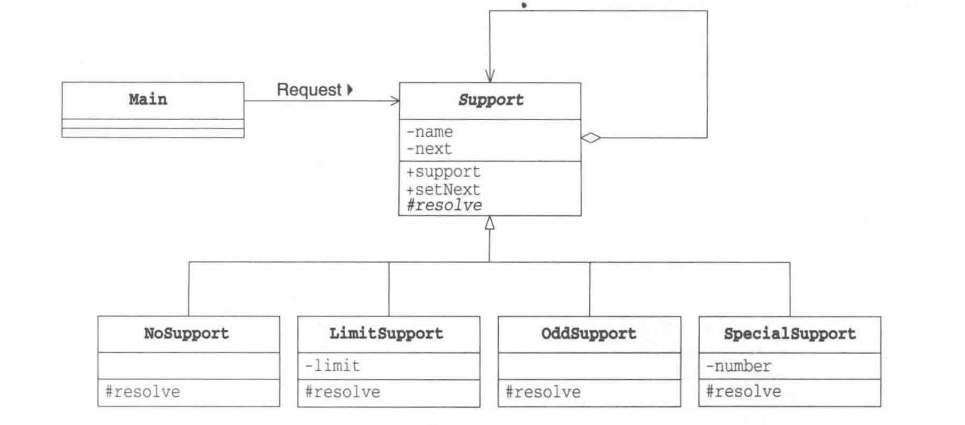 Request
Main
Support
-name
-next
+support
+setNext
#resolve
NoSupport
#resolve
LimitSupport
-limit
#resolve
OddSupport
#resolve
SpecialSupport
-number
#resolve